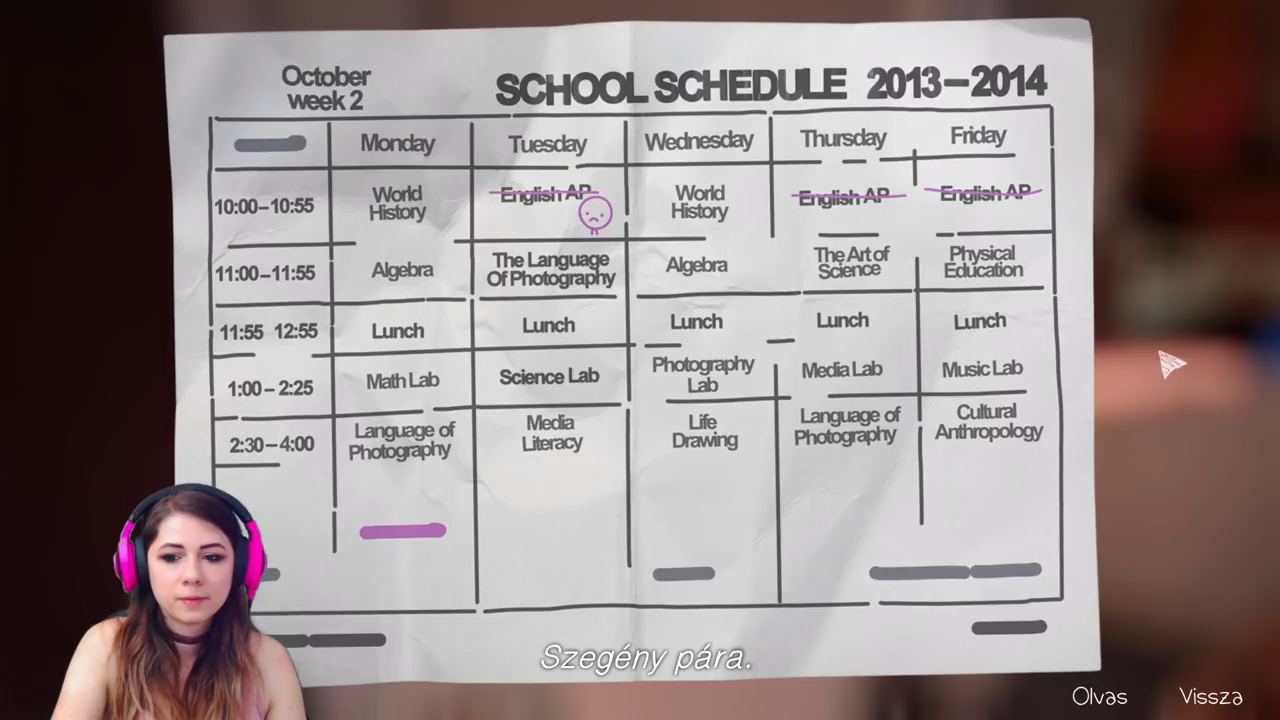 October
week 2
SCHOOL SCHEDULE 2013-2014
Monday Tuesday Wednesday Thursday Friday
10:00-10:55 World History English AP World History English AP English AP
11:00-11:55 Algebra The Language Of Photography Algebra The Art of Science Physical Education
11:55 12:55 Lunch Lunch Lunch Lunch Lunch
1:00-2:25 Math Lab Science Lab Photography Lab Media Lab Music Lab
2:30-4:00 Language of Photography Media Literacy Life Drawing Language of Photography Cultural Anthropology
Szegény pára.
Olvas Vissza